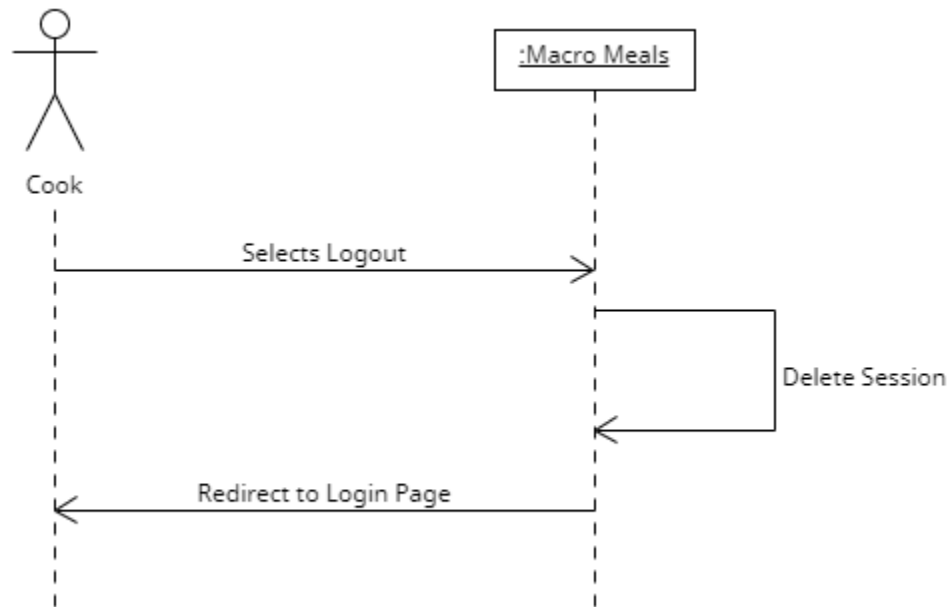 :Macro Meals
Cook
Selects Logout
Delete Session
Redirect to Login Page